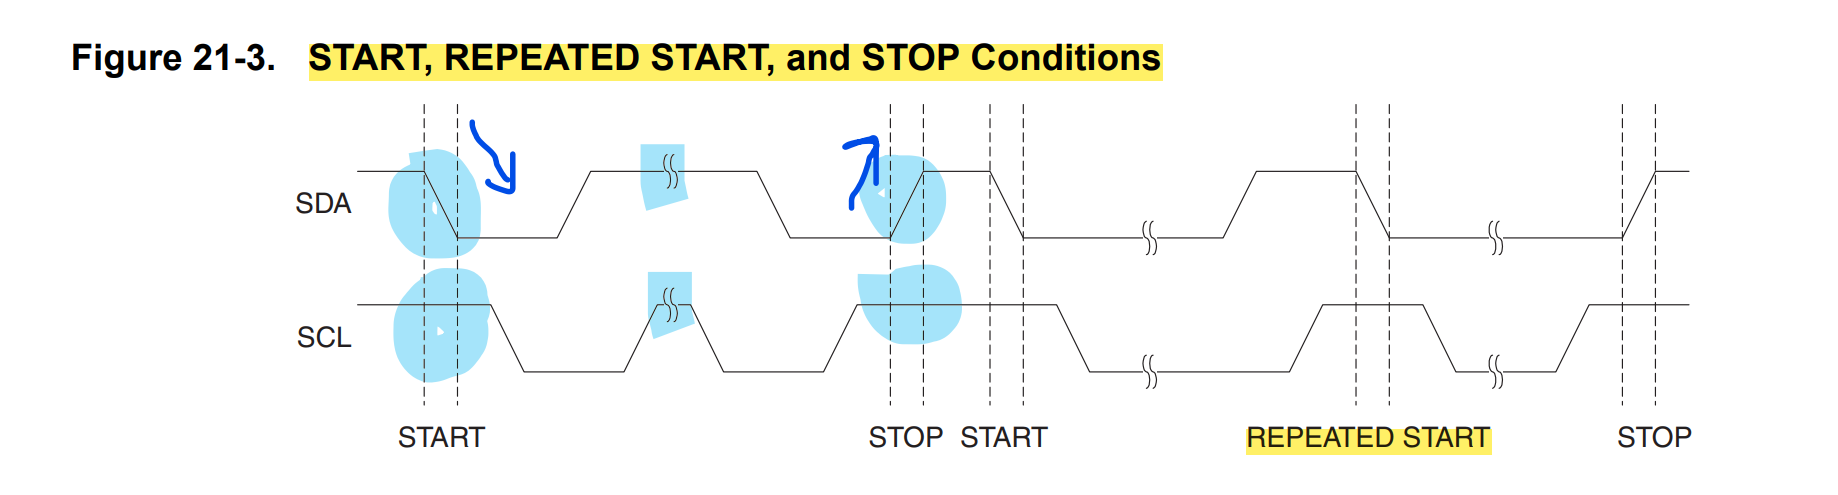 Figure 21-3. START, REPEATED START, and STOP Conditions
SDA
SCL
START STOP START REPEATED START STOP